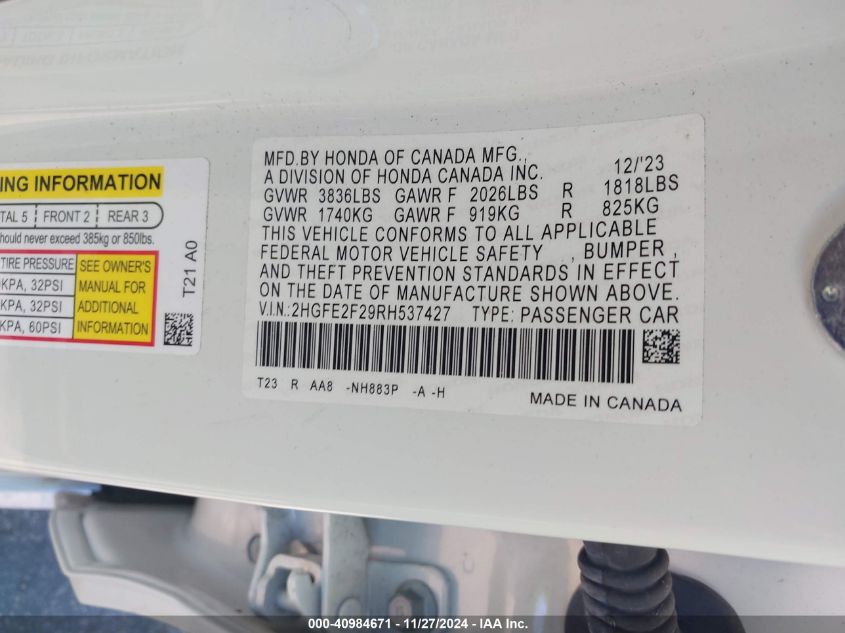 NG INFORMATION
TAL 5 FRONT 2 REAR 3
hould never exceed 385kg or 850lbs.
TIRE PRESSURE
KPA, 32PSI
KPA, 32PSI
KPA, 60PSI
SEE OWNER'S
MANUAL FOR
ADDITIONAL
INFORMATION
T21 A0
MFD.BY HONDA OF CANADA MFG., 12/'23
A DIVISION OF HONDA CANADA INC.
GVWR 3836LBS GAWR F 2026LBS R 1818LBS
GVWR 1740KG GAWR F 919KG R 825KG
THIS VEHICLE CONFORMS TO ALL APPLICABLE
FEDERAL MOTOR VEHICLE SAFETY , BUMPER ,
AND THEFT PREVENTION STANDARDS IN EFFECT
ON THE DATE OF MANUFACTURE SHOWN ABOVE.
V.I.N.:2HGFE2F29RH537427 TYPE: PASSENGER CAR
T23 R AA8 -NH883P -A -H
MADE IN CANADA
000-40984671 - 11/27/2024 - IAA Inc.